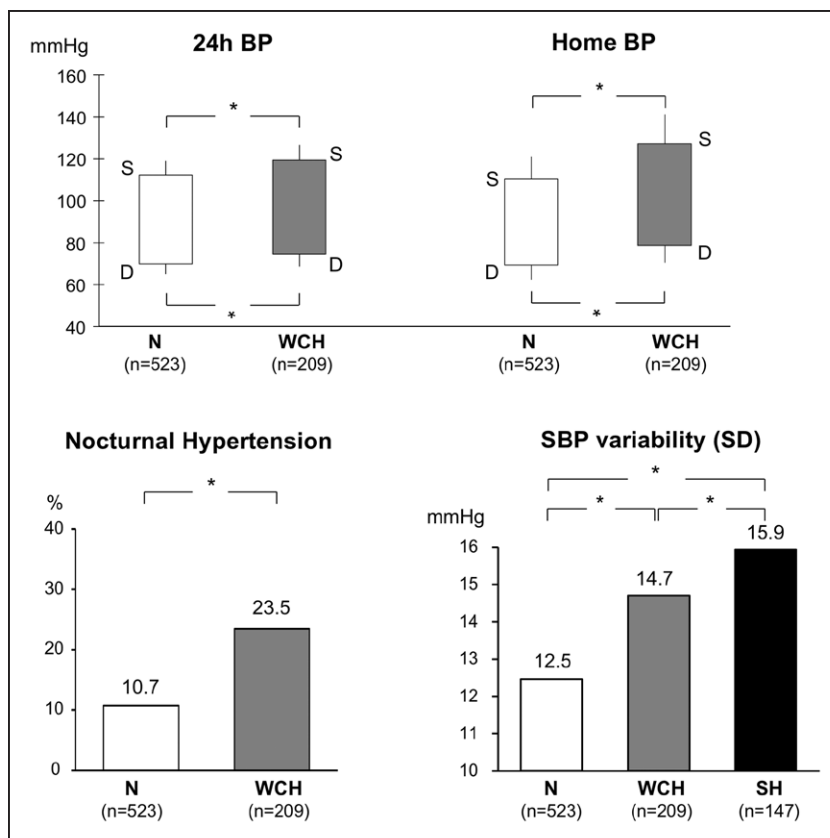 24h BP
Home BP
mmHg
160
140
120
100
80
60
40
*
S
S
D
D
*
*
S
S
D
D
*
N
WCH
N
WCH
(n=523)
(n=209)
(n=523)
(n=209)
Nocturnal Hypertension
%
40
30
20
10
0
*
10.7
23.5
N
WCH
(n=523)
(n=209)
SBP variability (SD)
mmHg
16
15
14
13
12
11
10
*
*
*
12.5
14.7
15.9
N
WCH
SH
(n=523)
(n=209)
(n=147)